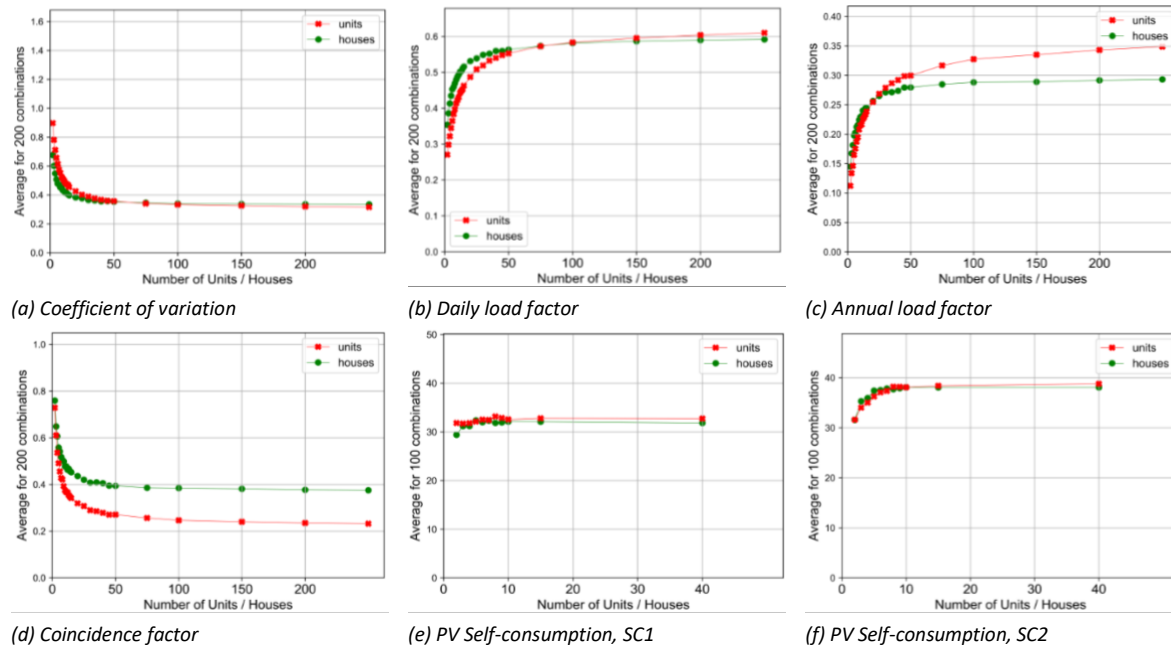 Average for 200 combinations
1.6
1.4
1.2
1.0
0.8
0.6
0.4
0.2
0.0
0
50
100
150
200
Number of Units / Houses
units
houses
(a) Coefficient of variation
Average for 200 combinations
0.6
0.5
0.4
0.3
0.2
0.1
0.0
0
50
100
150
200
Number of Units / Houses
units
houses
(b) Daily load factor
Average for 200 combinations
0.40
0.35
0.30
0.25
0.20
0.15
0.10
0.05
0.00
0
50
100
150
200
Number of Units / Houses
units
houses
(c) Annual load factor
Average for 200 combinations
1.0
0.8
0.6
0.4
0.2
0.0
0
50
100
150
200
Number of Units / Houses
units
houses
(d) Coincidence factor
Average for 100 combinations
50
40
30
20
10
0
0
10
20
30
40
Number of Units / Houses
units
houses
(e) PV Self-consumption, SC1
Average for 100 combinations
50
40
30
20
10
0
0
10
20
30
40
Number of Units / Houses
units
houses
(f) PV Self-consumption, SC2